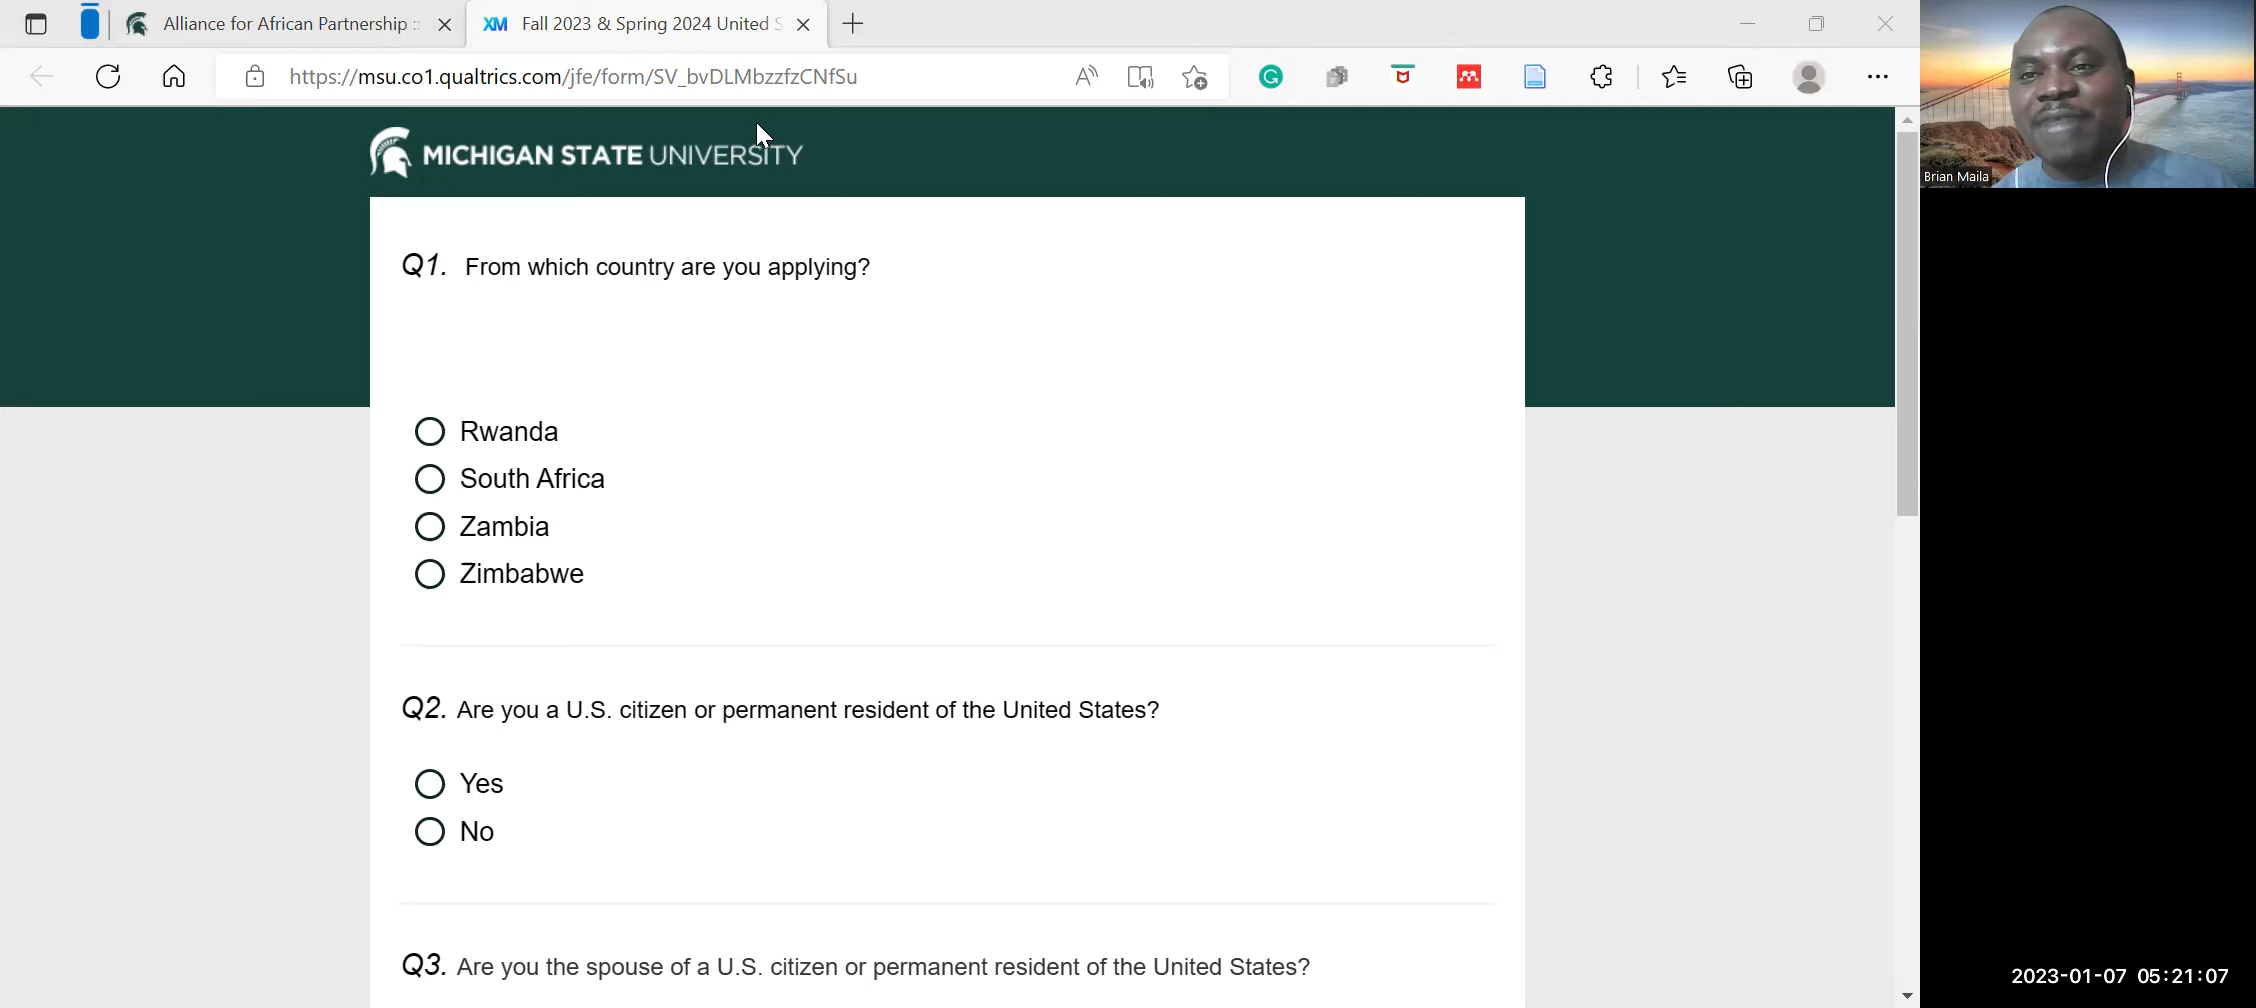 Alliance for African Partnership ::
Fall 2023 & Spring 2024 United S
https://msu.co1.qualtrics.com/jfe/form/SV_bvDLMbzzfzCNfSu
MICHIGAN STATE UNIVERSITY
Q1. From which country are you applying?
Rwanda
South Africa
Zambia
Zimbabwe
Q2. Are you a U.S. citizen or permanent resident of the United States?
Yes
No
Q3. Are you the spouse of a U.S. citizen or permanent resident of the United States?
Brian Maila
2023-01-07 05:21:07